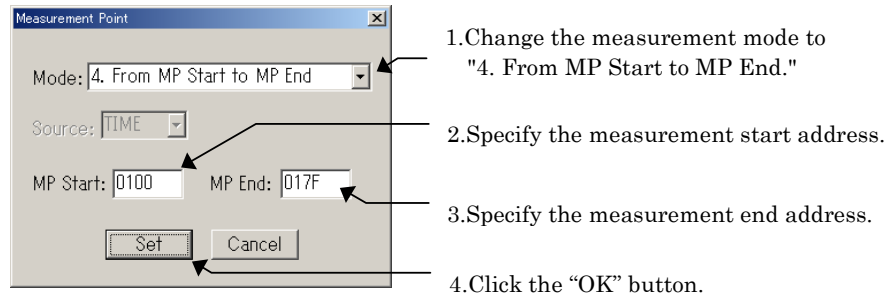 Measurement Point
Mode: 4. From MP Start to MP End
Source: TIME
MP Start: 0100 MP End: 017F
Set Cancel
1.Change the measurement mode to
"4. From MP Start to MP End."
2.Specify the measurement start address.
3.Specify the measurement end address.
4.Click the “OK” button.